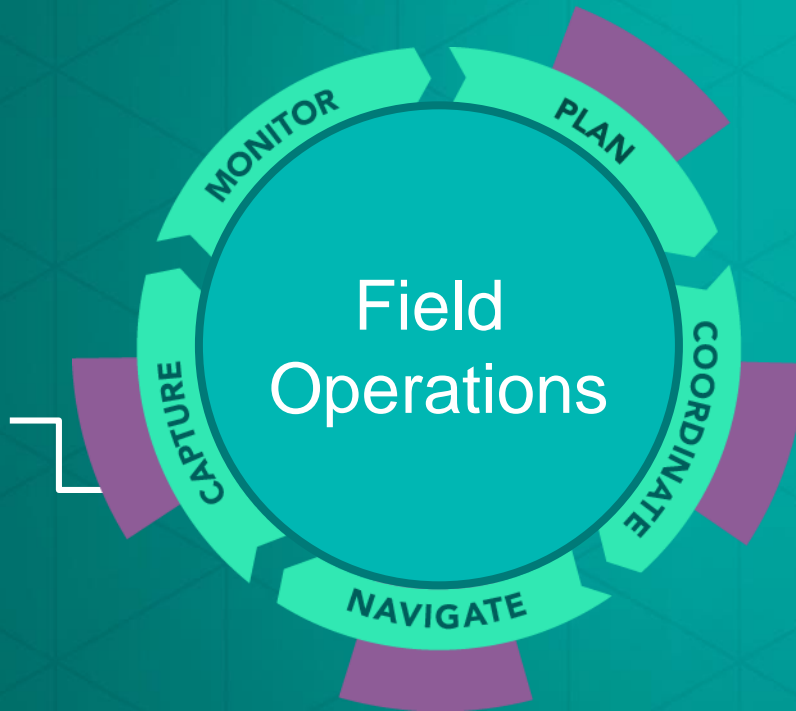 Field
Operations
PLAN
COORDINATE
NAVIGATE
CAPTURE
MONITOR